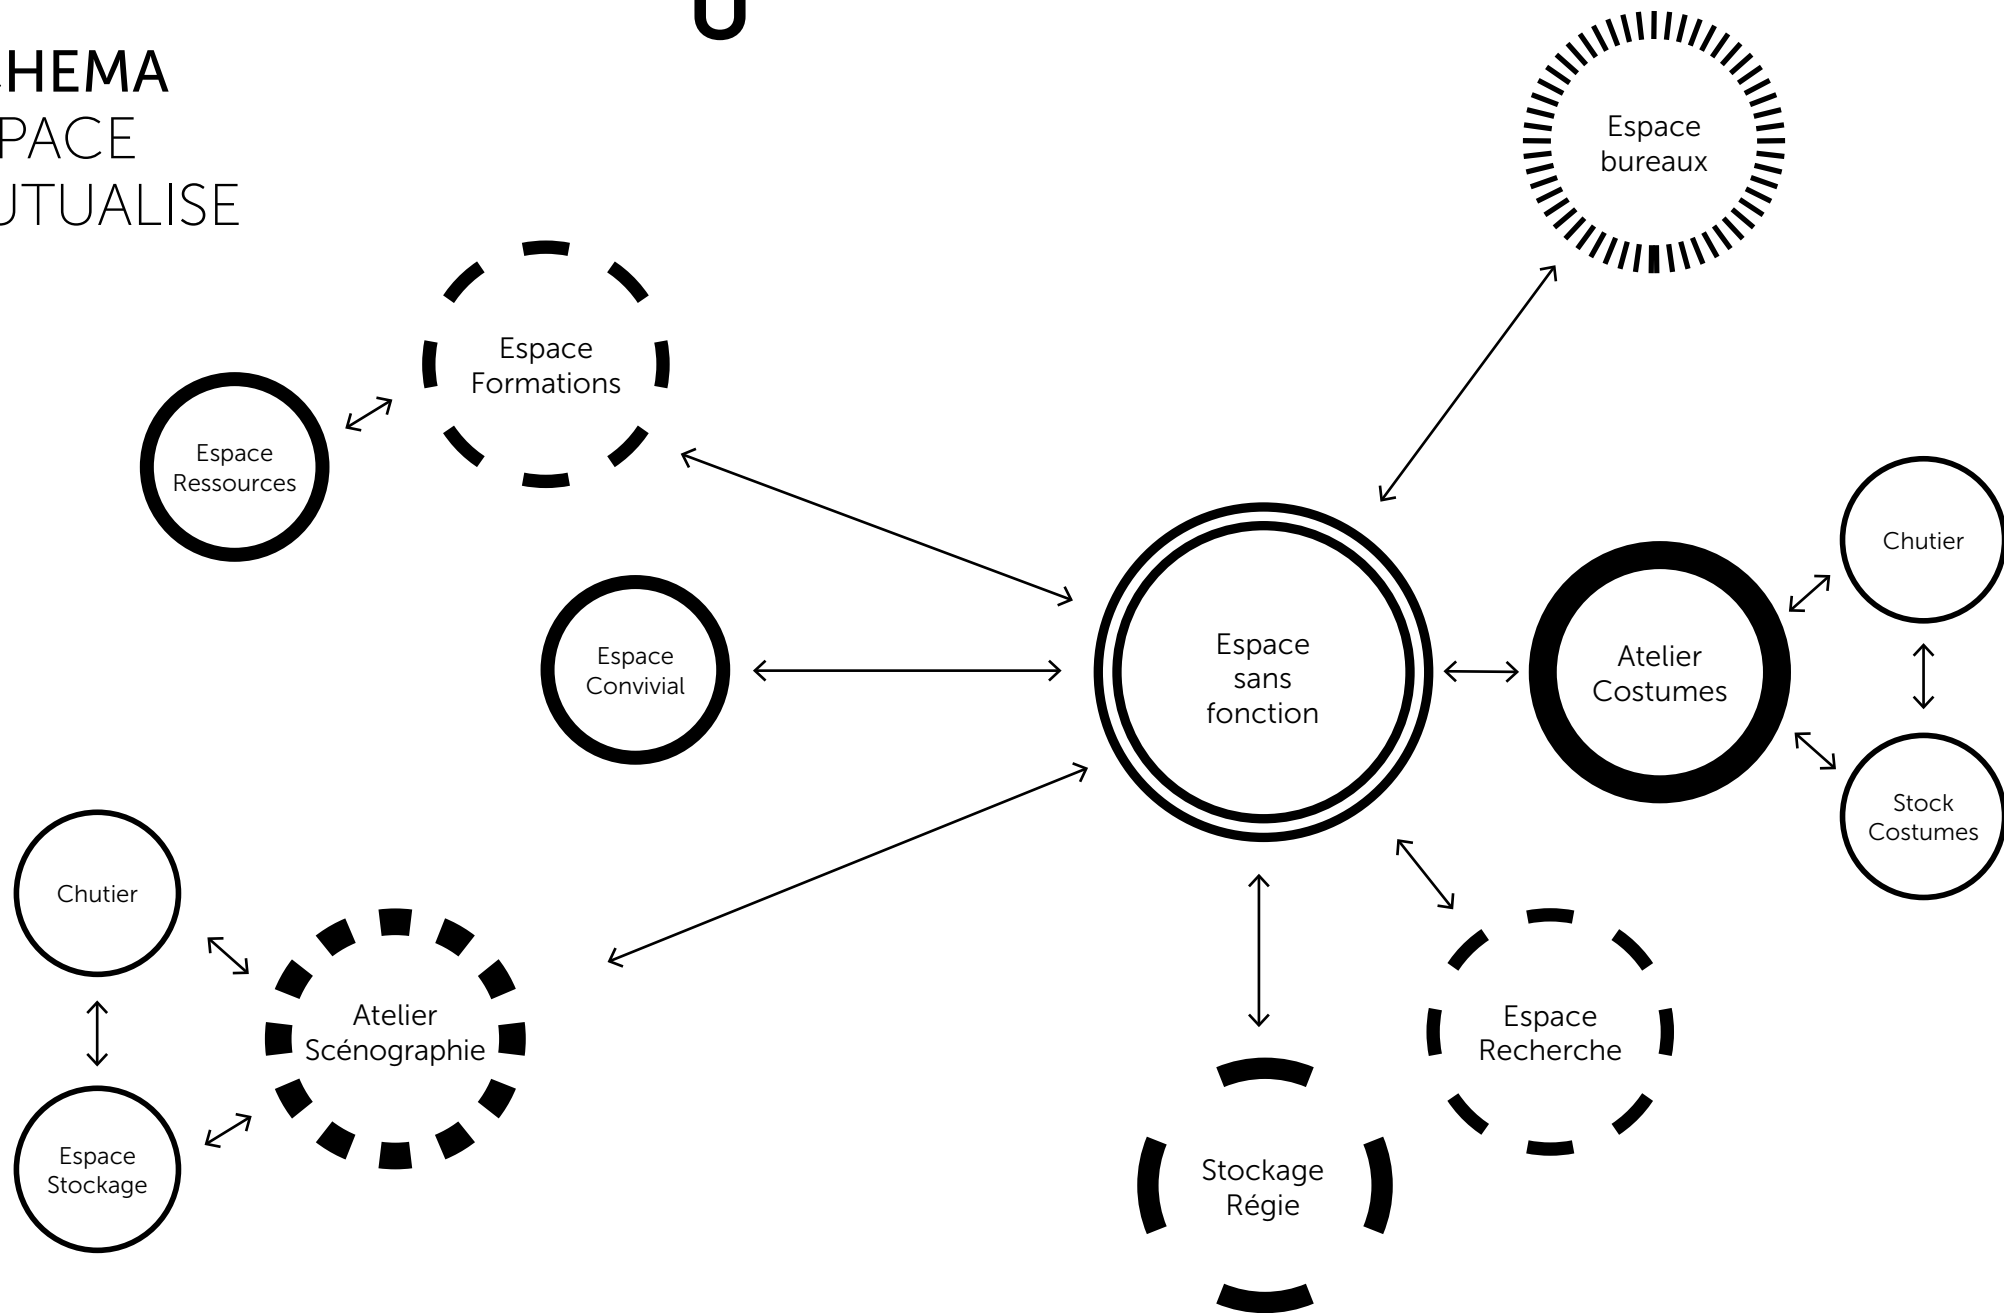 HEMA
PACE
UTUALISE
Espace
bureaux
Espace
Formations
Espace
Ressources
Espace
Convivial
Espace
sans
fonction
Atelier
Costumes
Chutier
Stock
Costumes
Chutier
Atelier
Scénographie
Espace
Stockage
Espace
Recherche
Stockage
Régie